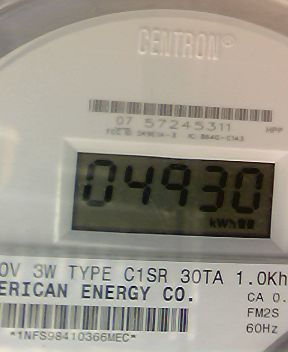 CENTRON®
07 57245311
HPP
04930
kWh
0V 3W TYPE C1SR 30TA 1.0Kh
ERICAN ENERGY CO.
CA 0.
FM2S
60Hz
*1NFS98410366MEC*